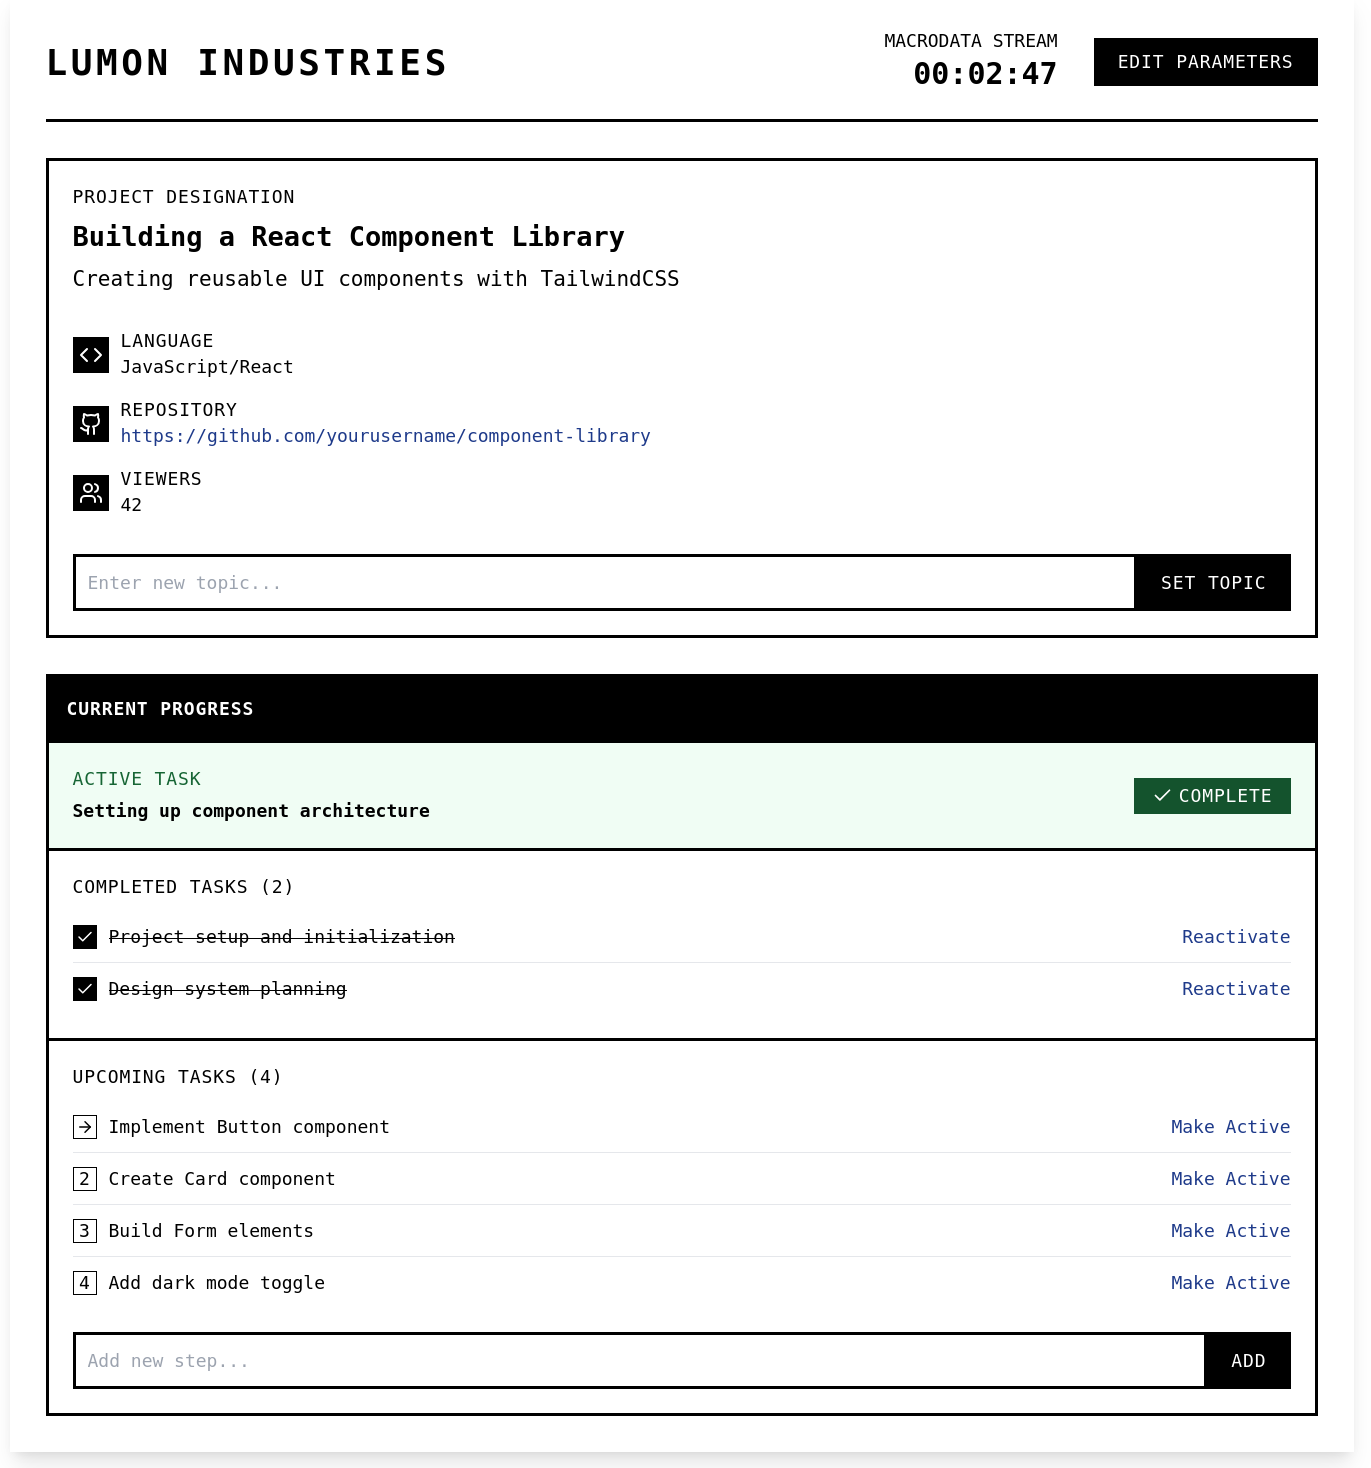 LUMON INDUSTRIES
MACRODATA STREAM
00:02:47
EDIT PARAMETERS
PROJECT DESIGNATION
Building a React Component Library
Creating reusable UI components with TailwindCSS
LANGUAGE
JavaScript/React
REPOSITORY
https://github.com/yourusername/component-library
VIEWERS
42
Enter new topic...
SET TOPIC
CURRENT PROGRESS
ACTIVE TASK
Setting up component architecture
COMPLETE
COMPLETED TASKS (2)
Project setup and initialization
Reactivate
Design system planning
Reactivate
UPCOMING TASKS (4)
Implement Button component
Make Active
2 Create Card component
Make Active
3 Build Form elements
Make Active
4 Add dark mode toggle
Make Active
Add new step...
ADD